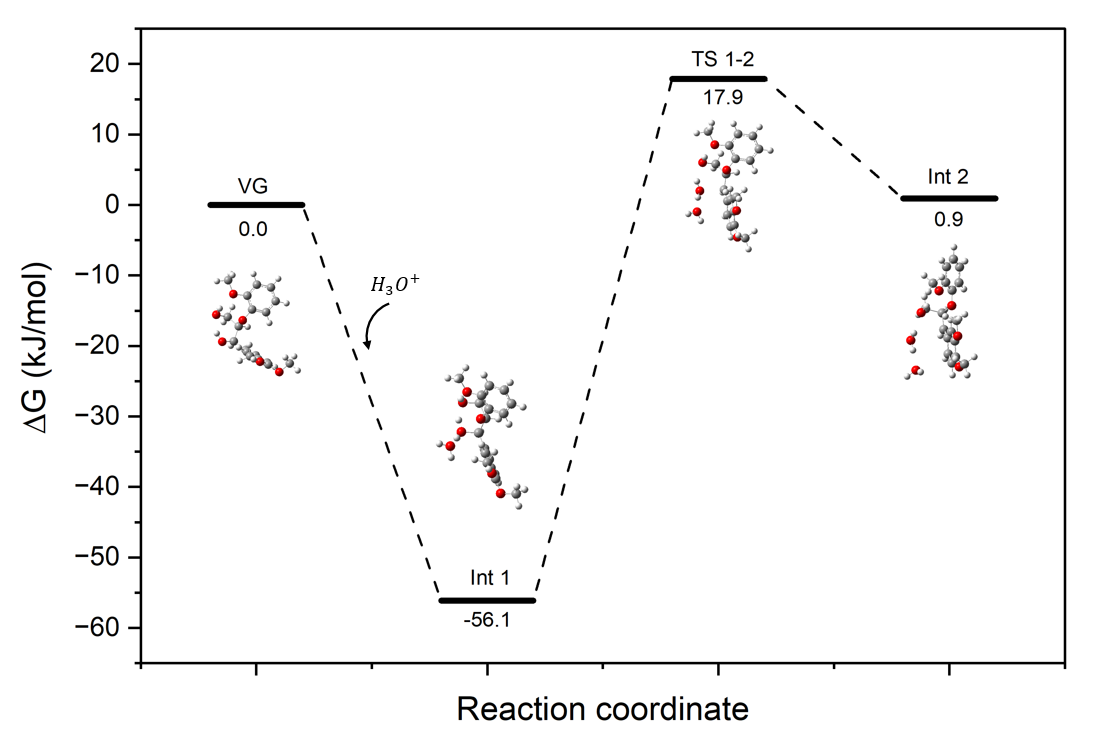 TS 1-2
17.9
VG
0.0
Int 2
0.9
H₃O⁺
Int 1
-56.1
20
10
0
−10
−20
−30
−40
−50
−60
ΔG (kJ/mol)
Reaction coordinate